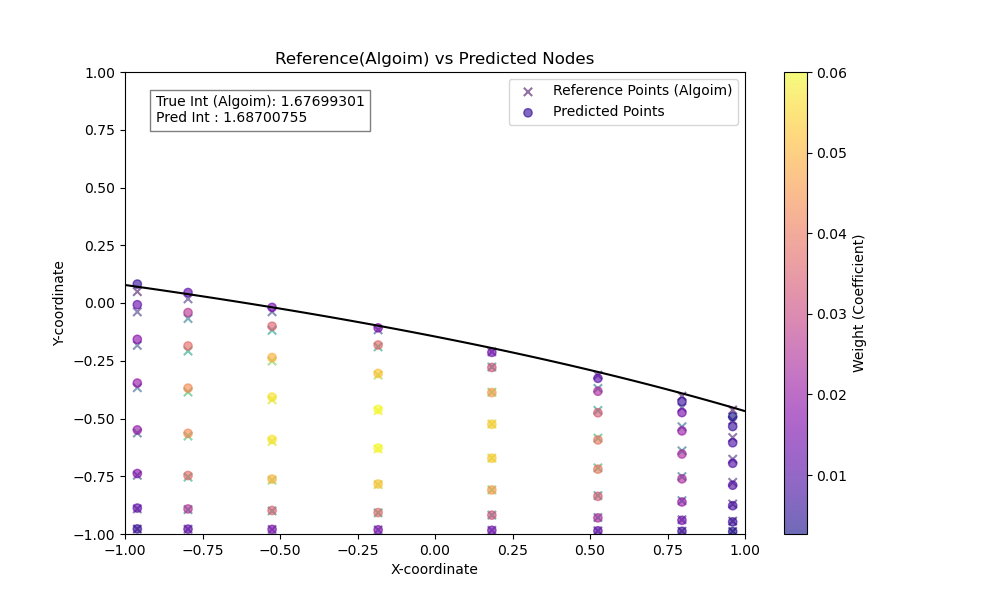 Reference(Algoim) vs Predicted Nodes
True Int (Algoim): 1.67699301
Pred Int : 1.68700755
Reference Points (Algoim)
Predicted Points
1.00
0.75
0.50
0.25
0.00
−0.25
−0.50
−0.75
−1.00
Y-coordinate
−1.00 −0.75 −0.50 −0.25 0.00 0.25 0.50 0.75 1.00
X-coordinate
0.06
0.05
0.04
0.03
0.02
0.01
Weight (Coefficient)